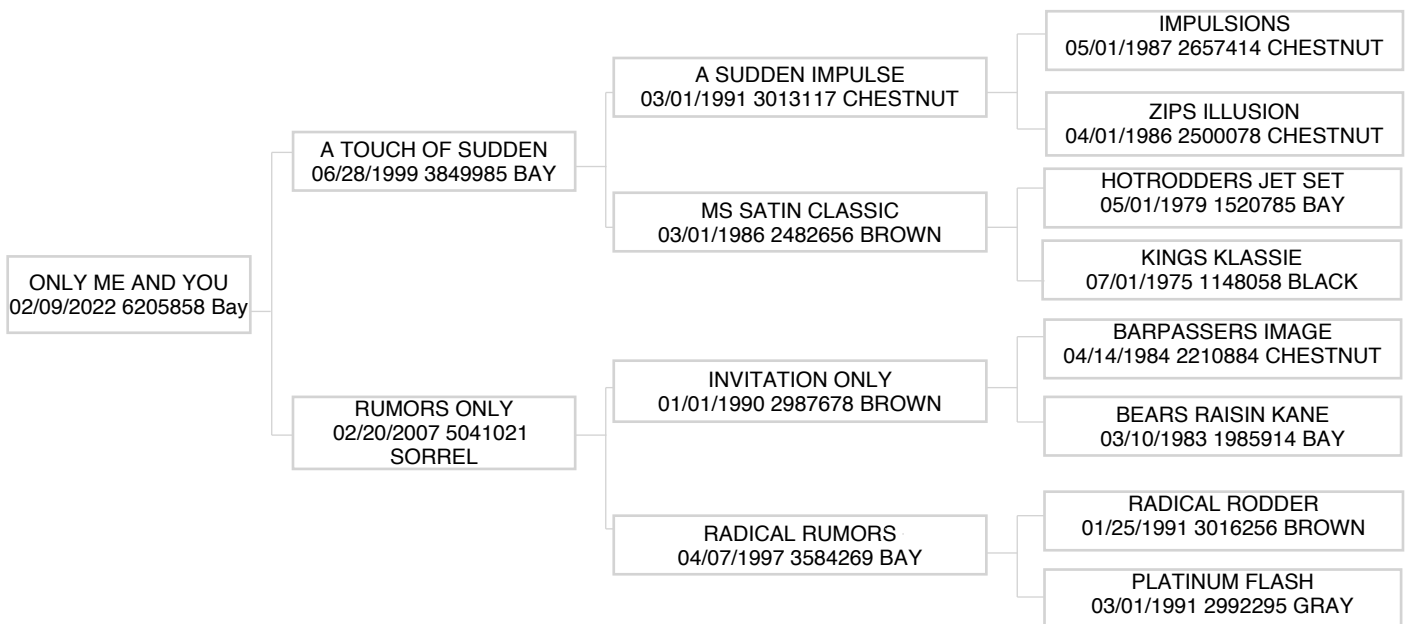 ONLY ME AND YOU
02/09/2022 6205858 Bay
A TOUCH OF SUDDEN
06/28/1999 3849985 BAY
RUMORS ONLY
02/20/2007 5041021
SORREL
A SUDDEN IMPULSE
03/01/1991 3013117 CHESTNUT
MS SATIN CLASSIC
03/01/1986 2482656 BROWN
INVITATION ONLY
01/01/1990 2987678 BROWN
RADICAL RUMORS
04/07/1997 3584269 BAY
IMPULSIONS
05/01/1987 2657414 CHESTNUT
ZIPS ILLUSION
04/01/1986 2500078 CHESTNUT
HOTRODDERS JET SET
05/01/1979 1520785 BAY
KINGS KLASSIE
07/01/1975 1148058 BLACK
BARPASSERS IMAGE
04/14/1984 2210884 CHESTNUT
BEARS RAISIN KANE
03/10/1983 1985914 BAY
RADICAL RODDER
01/25/1991 3016256 BROWN
PLATINUM FLASH
03/01/1991 2992295 GRAY